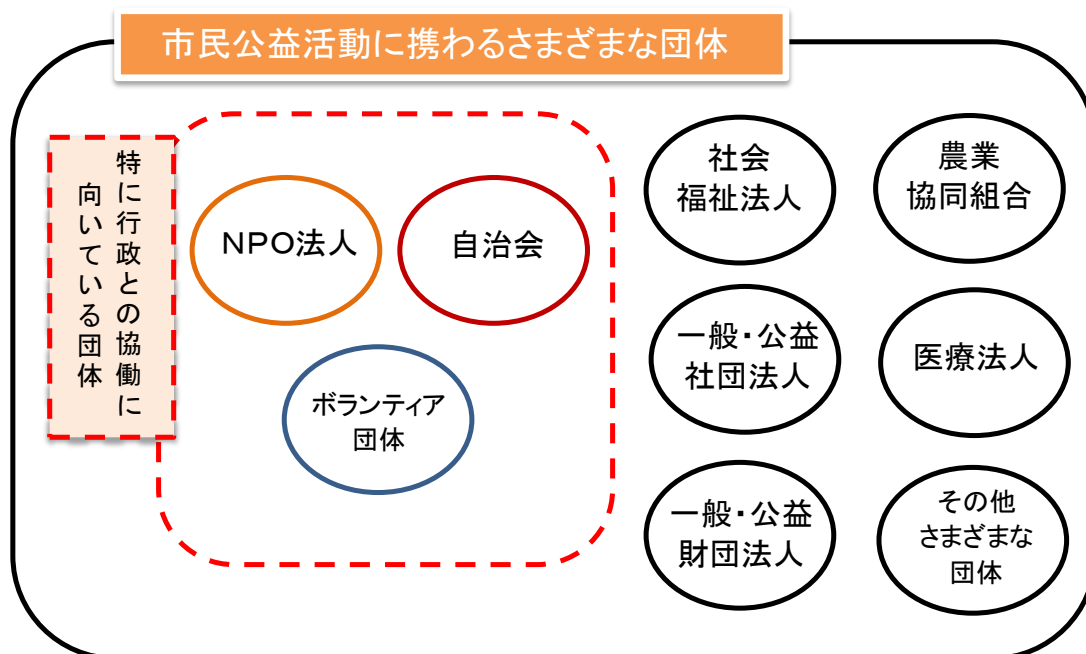 市民公益活動に携わるさまざまな団体
特に行政との協働に
向いている団体
NPO法人
自治会
ボランティア
団体
社会
福祉法人
農業
協同組合
一般・公益
社団法人
医療法人
一般・公益
財団法人
その他
さまざまな
団体